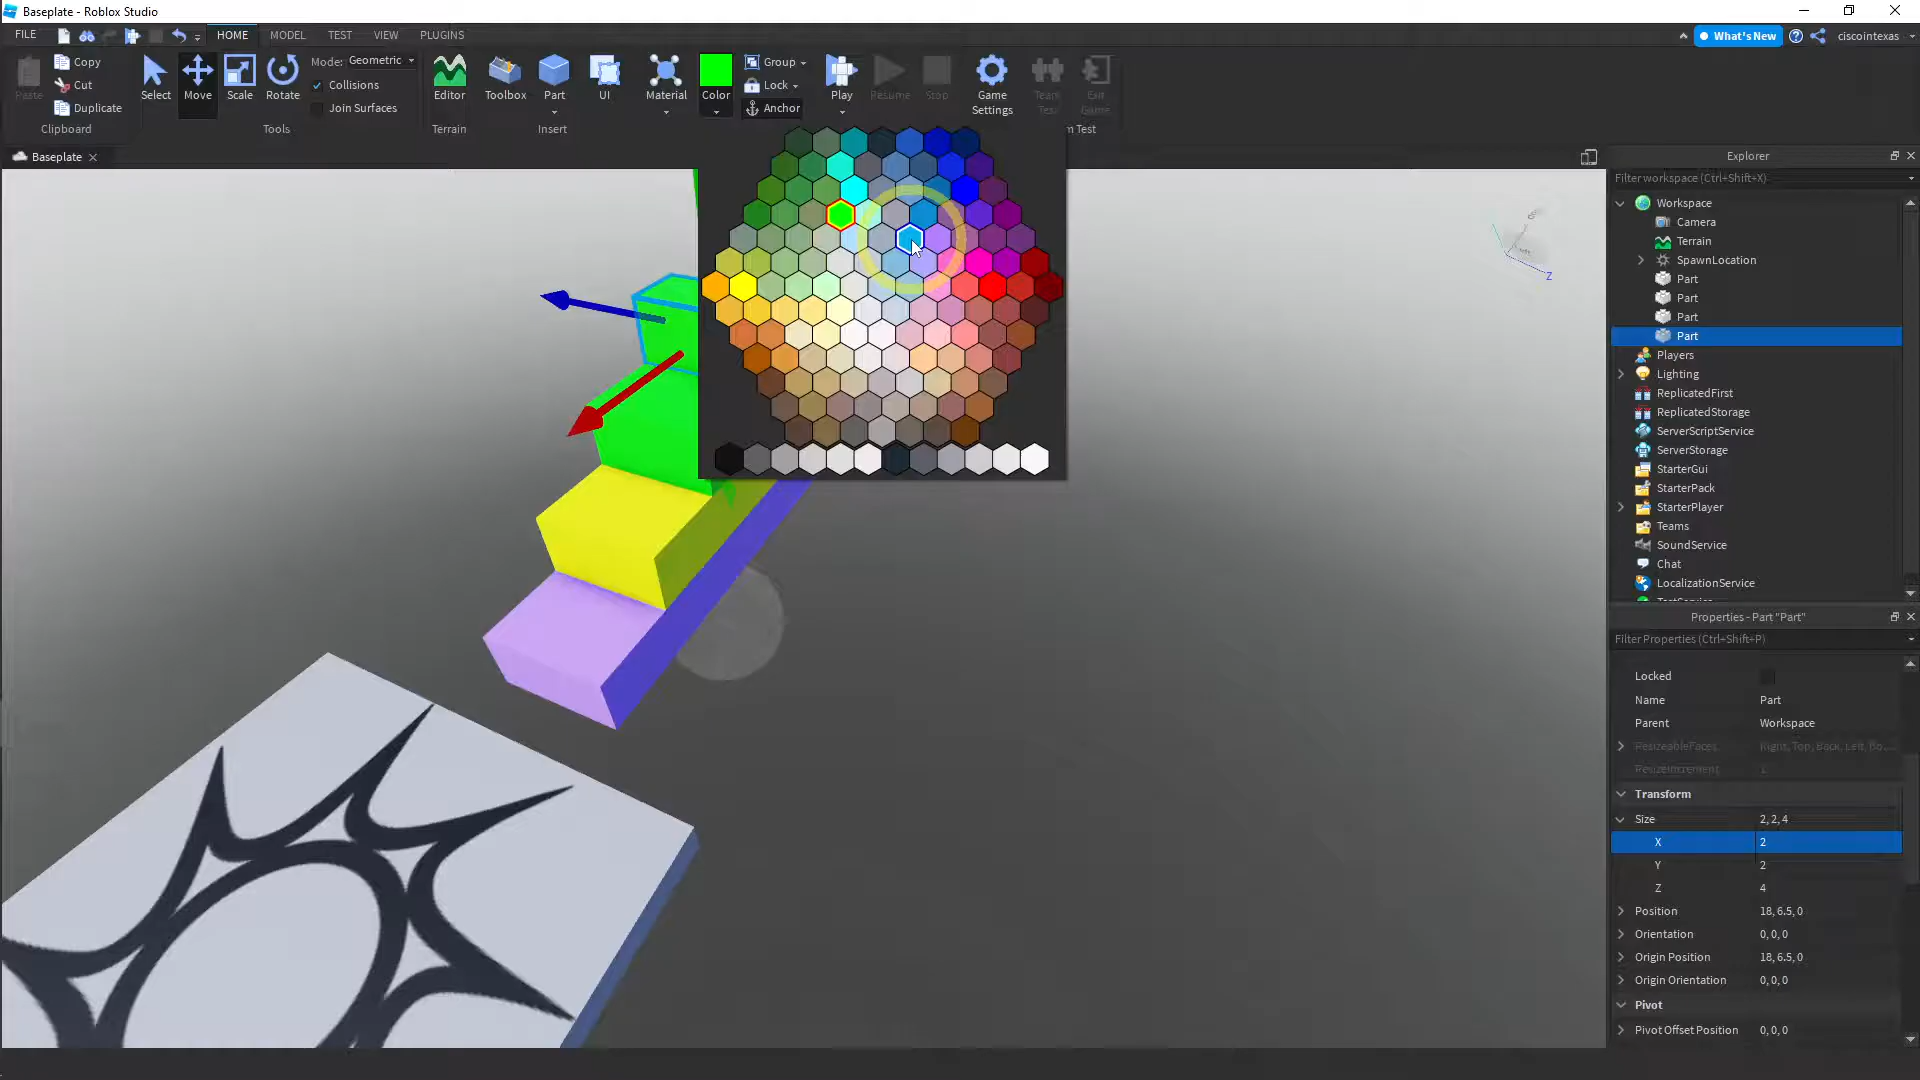 Baseplate - Roblox Studio
FILE
HOME
MODEL
TEST
VIEW
PLUGINS
What's New
ciscointexas
Paste
Copy
Cut
Duplicate
Clipboard
Select
Move
Scale
Rotate
Mode: Geometric
Collisions
Join Surfaces
Tools
Editor
Terrain
Toolbox
Part
UI
Insert
Material
Color
Group
Lock
Anchor
Play
Resume
Stop
Game
Settings
Team
Test
Exit
Game
m Test
Baseplate
Explorer
Filter workspace (Ctrl+Shift+X)
Workspace
Camera
Terrain
SpawnLocation
Part
Part
Part
Part
Players
Lighting
ReplicatedFirst
ReplicatedStorage
ServerScriptService
ServerStorage
StarterGui
StarterPack
StarterPlayer
Teams
SoundService
Chat
LocalizationService
Properties - Part "Part"
Filter Properties (Ctrl+Shift+P)
Locked
Name Part
Parent Workspace
ResizeableFaces Right, Top, Back, Left, Bo...
ResizeIncrement 1
Transform
Size 2, 2, 4
X 2
Y 2
Z 4
Position 18, 6.5, 0
Orientation 0, 0, 0
Origin Position 18, 6.5, 0
Origin Orientation 0, 0, 0
Pivot
Pivot Offset Position 0, 0, 0
Z